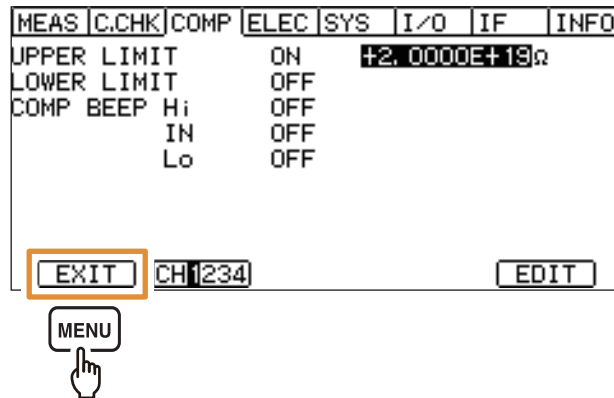 MEAS C.CHK COMP ELEC SYS I/O IF INFO
UPPER LIMIT ON +2.0000E+19Ω
LOWER LIMIT OFF
COMP BEEP Hi OFF
IN OFF
Lo OFF
EXIT CH1234 EDIT
MENU